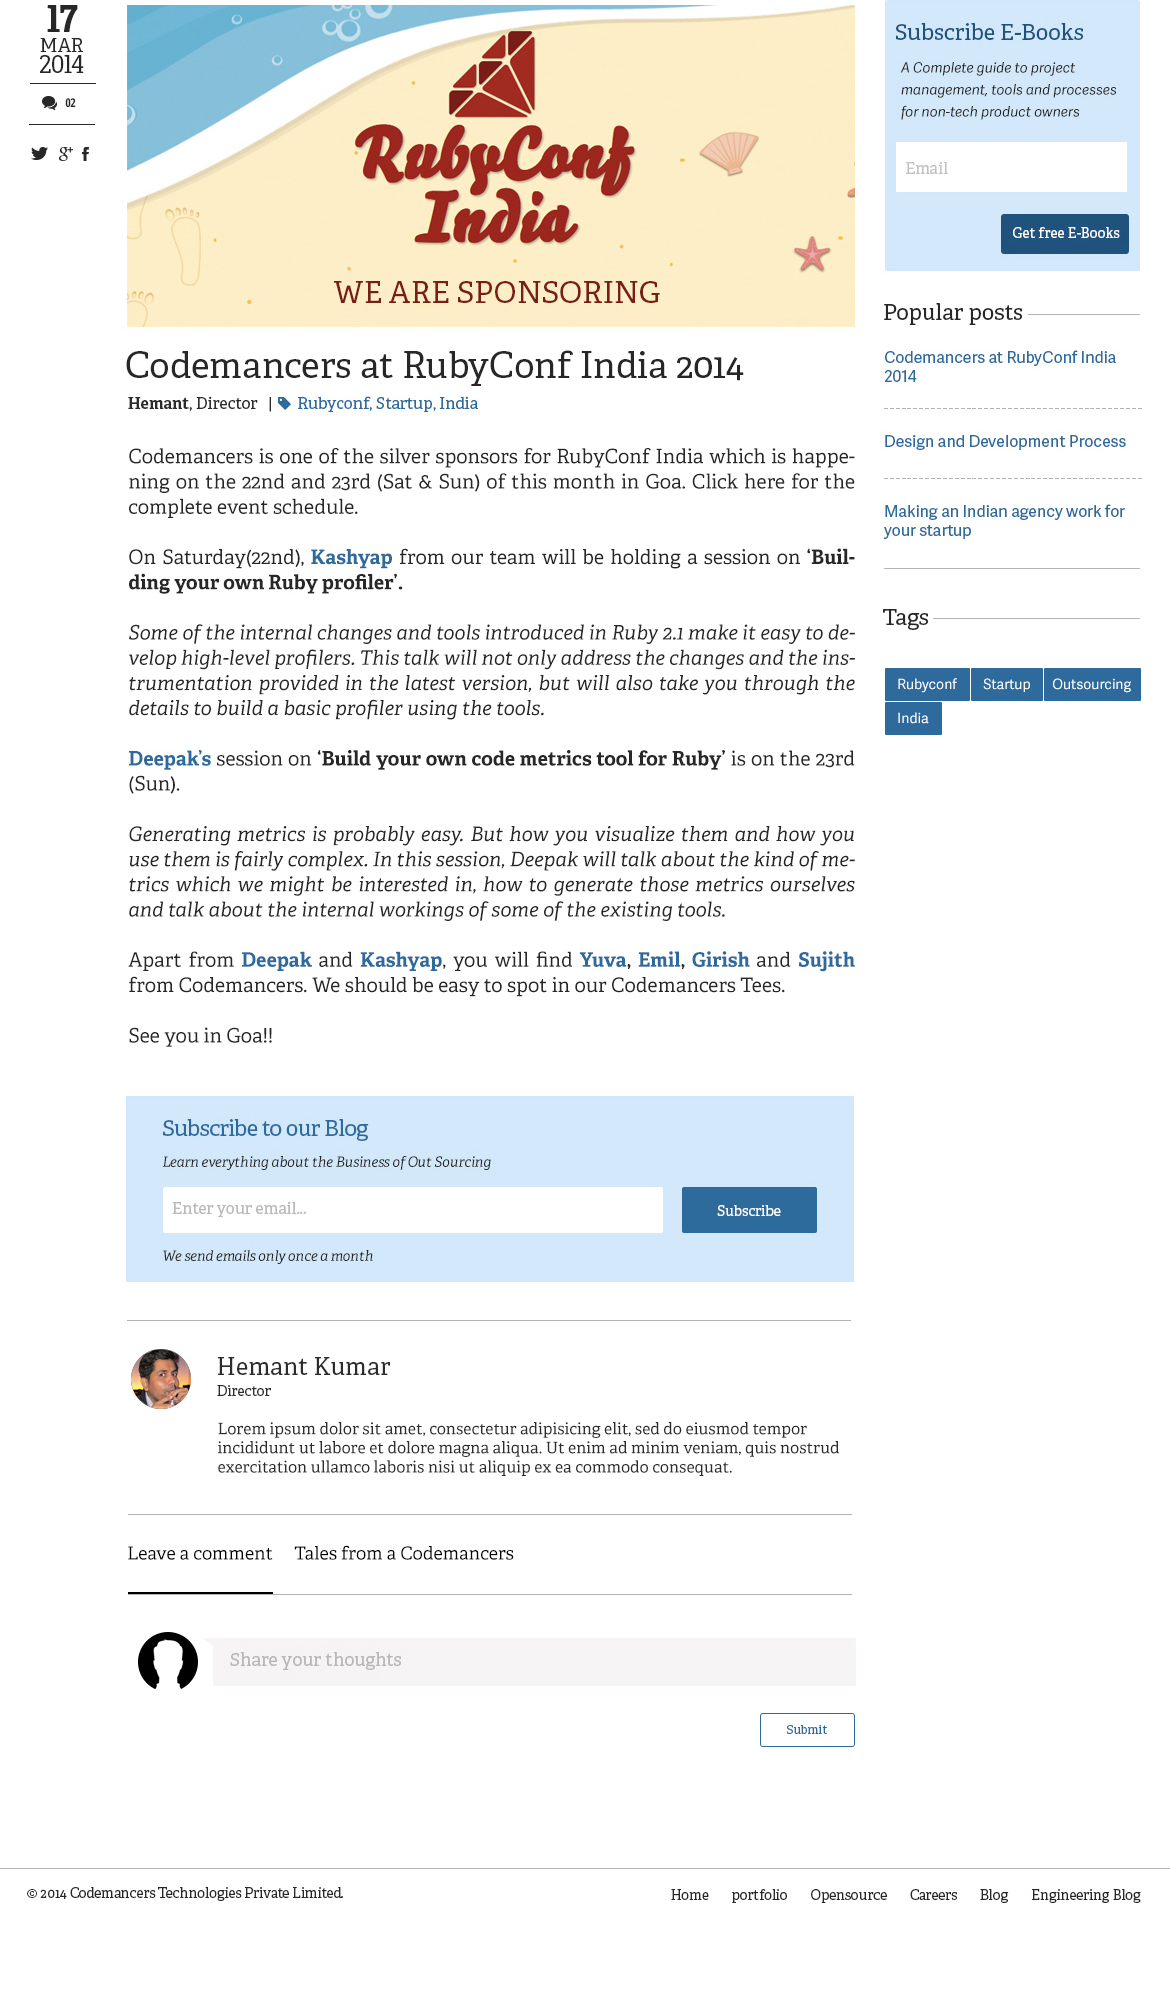 17
MAR
2014
02
RubyConf
India
WE ARE SPONSORING
Codemancers at RubyConf India 2014
Hemant, Director | Rubyconf, Startup, India
Codemancers is one of the silver sponsors for RubyConf India which is happe-
ning on the 22nd and 23rd (Sat & Sun) of this month in Goa. Click here for the
complete event schedule.
On Saturday(22nd), Kashyap from our team will be holding a session on ‘Buil-
ding your own Ruby profiler’.
Some of the internal changes and tools introduced in Ruby 2.1 make it easy to de-
velop high-level profilers. This talk will not only address the changes and the ins-
trumentation provided in the latest version, but will also take you through the
details to build a basic profiler using the tools.
Deepak’s session on ‘Build your own code metrics tool for Ruby’ is on the 23rd
(Sun).
Generating metrics is probably easy. But how you visualize them and how you
use them is fairly complex. In this session, Deepak will talk about the kind of me-
trics which we might be interested in, how to generate those metrics ourselves
and talk about the internal workings of some of the existing tools.
Apart from Deepak and Kashyap, you will find Yuva, Emil, Girish and Sujith
from Codemancers. We should be easy to spot in our Codemancers Tees.
See you in Goa!!
Subscribe to our Blog
Learn everything about the Business of Out Sourcing
Enter your email...
Subscribe
We send emails only once a month
Hemant Kumar
Director
Lorem ipsum dolor sit amet, consectetur adipisicing elit, sed do eiusmod tempor
incididunt ut labore et dolore magna aliqua. Ut enim ad minim veniam, quis nostrud
exercitation ullamco laboris nisi ut aliquip ex ea commodo consequat.
Leave a comment Tales from a Codemancers
Share your thoughts
Submit
Subscribe E-Books
A Complete guide to project
management, tools and processes
for non-tech product owners
Email
Get free E-Books
Popular posts
Codemancers at RubyConf India
2014
Design and Development Process
Making an Indian agency work for
your startup
Tags
Rubyconf Startup Outsourcing
India
© 2014 Codemancers Technologies Private Limited.
Home portfolio Opensource Careers Blog Engineering Blog